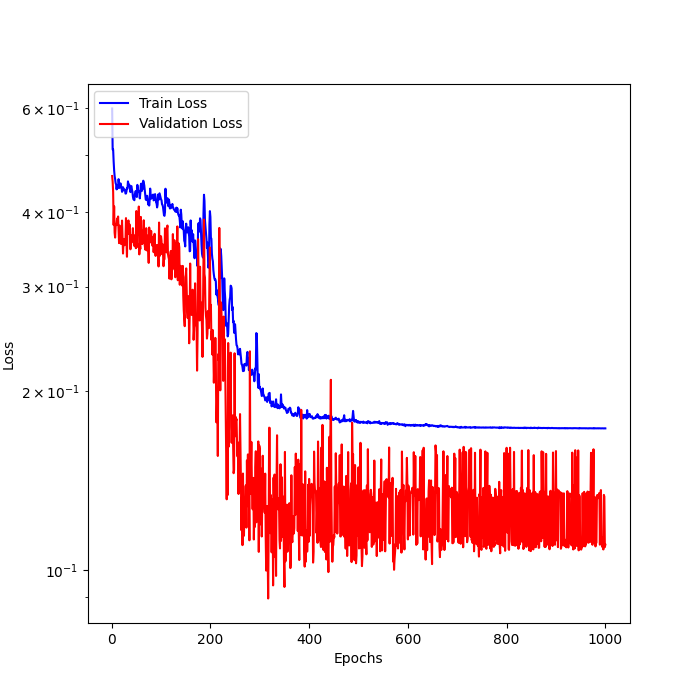 Train Loss
Validation Loss
6 × 10⁻¹
4 × 10⁻¹
3 × 10⁻¹
2 × 10⁻¹
10⁻¹
Loss
0 200 400 600 800 1000
Epochs